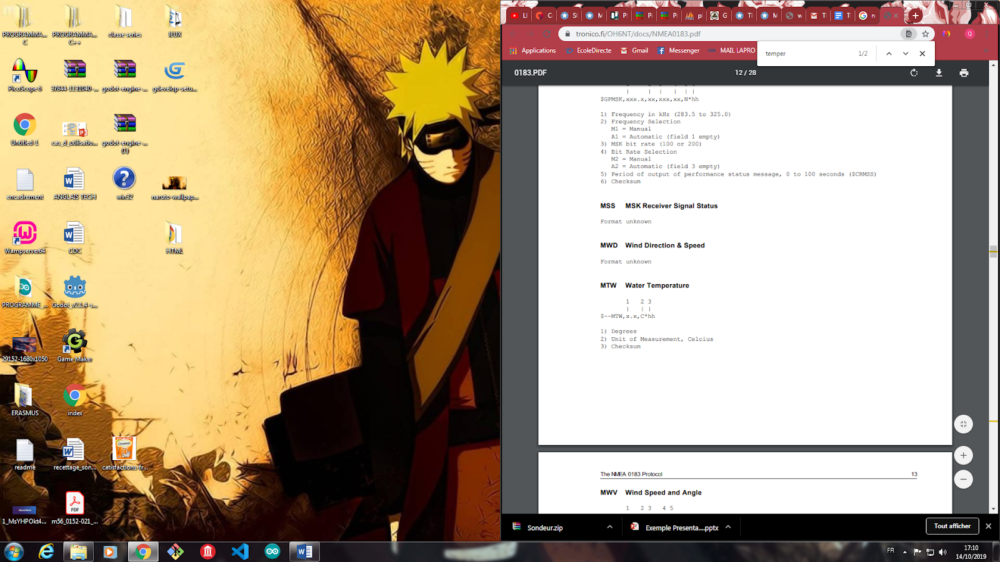 PROGRAMMA... C
PROGRAMMA... C++
classe-series
JEUX
PicoScope 6
37844-1131040-...
godot-engine-...
gdevelop-setu...
Untitled-1
cas_d_utilisatio...
godot-engine-... (1)
encadrement
ANGLAIS TECH
win32
naruto-wallpap...
Wampserver64
CDC
HTML
PROGRAMME_...
Godot_v2.1.4-s...
29152-1680x1050
Game Maker
ERASMUS
index
readme
recettage_son...
catisfactions-fr...
1_MsYHPOkt4...
m56_0152-021_...
tronico.fi/OH6NT/docs/NMEA0183.pdf
Applications
EcoleDirecte
Gmail
Messenger
MAIL LAPRO
temper
1/2
0183.PDF
12 / 28
$GPMSK,xxx.x,xx,xxx,xx,N*hh
1) Frequency in kHz (283.5 to 325.0)
2) Frequency Selection
M1 = Manual
A1 = Automatic (field 1 empty)
3) MSK bit rate (100 or 200)
4) Bit Rate Selection
M2 = Manual
A2 = Automatic (field 3 empty)
5) Period of output of performance status message, 0 to 100 seconds ($CRMSS)
6) Checksum
MSS MSK Receiver Signal Status
Format unknown
MWD Wind Direction & Speed
Format unknown
MTW Water Temperature
1 2 3
| | |
$--MTW,x.x,C*hh
1) Degrees
2) Unit of Measurement, Celcius
3) Checksum
The NMEA 0183 Protocol 13
MWV Wind Speed and Angle
1 2 3 4 5
Sondeur.zip
Exemple Presenta....pptx
Tout afficher
FR
17:10
14/10/2019